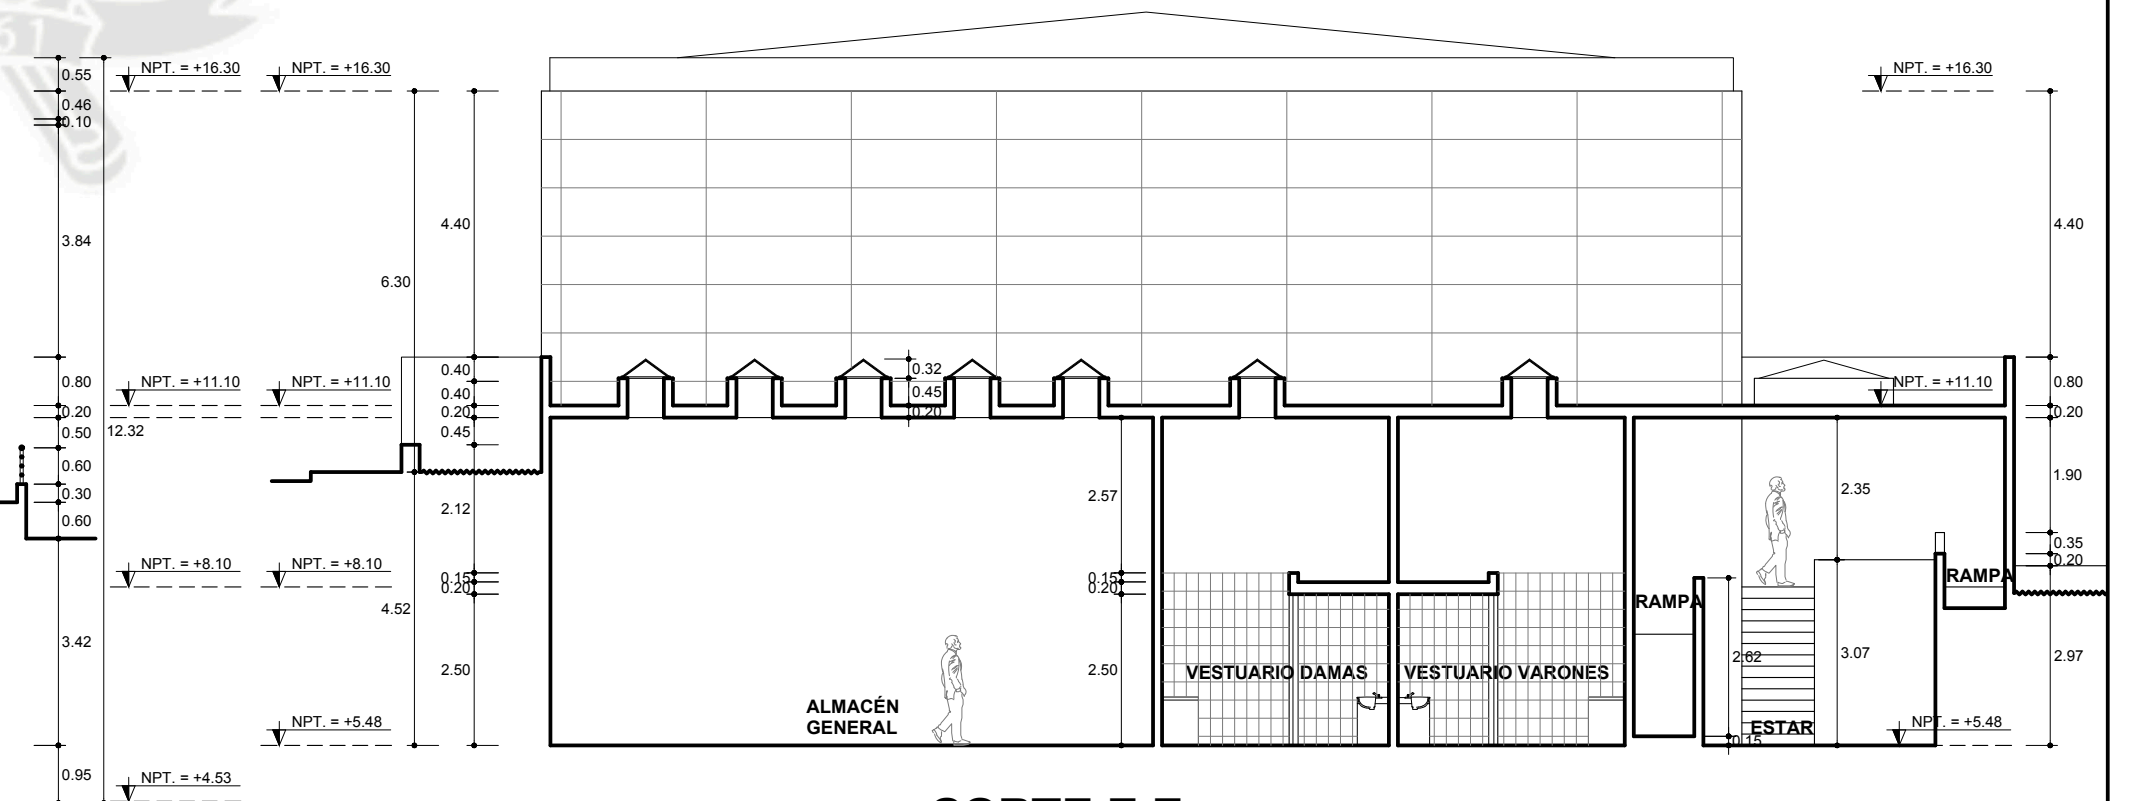 617
0.55
NPT. = +16.30
NPT. = +16.30
NPT. = +16.30
0.46
0.10
3.84
4.40
4.40
6.30
0.32
0.40
0.80
NPT. = +11.10
NPT. = +11.10
NPT. = +11.10
0.80
0.40
0.45
0.20
0.20
0.20
0.20
0.50
12.32
0.45
0.60
1.90
0.30
2.57
2.35
2.12
0.60
0.35
0.20
NPT. = +8.10
NPT. = +8.10
0.15
0.20
0.15
0.20
RAMPA
RAMPA
4.52
3.42
2.50
2.50
2.62
3.07
2.97
VESTUARIO DAMAS
VESTUARIO VARONES
ALMACÉN
GENERAL
NPT. = +5.48
ESTAR
NPT. = +5.48
0.15
0.95
NPT. = +4.53